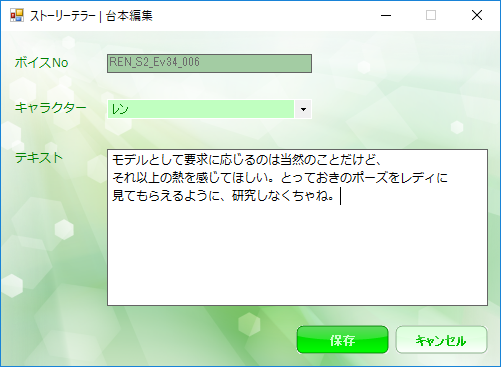 ストーリーテラー | 台本編集
ボイスNo
REN_S2_Ev34_006
キャラクター
レン
テキスト
モデルとして要求に応じるのは当然のことだけど、
それ以上の熱を感じてほしい。とっておきのポーズをレディに
見てもらえるように、研究しなくちゃね。
保存
キャンセル